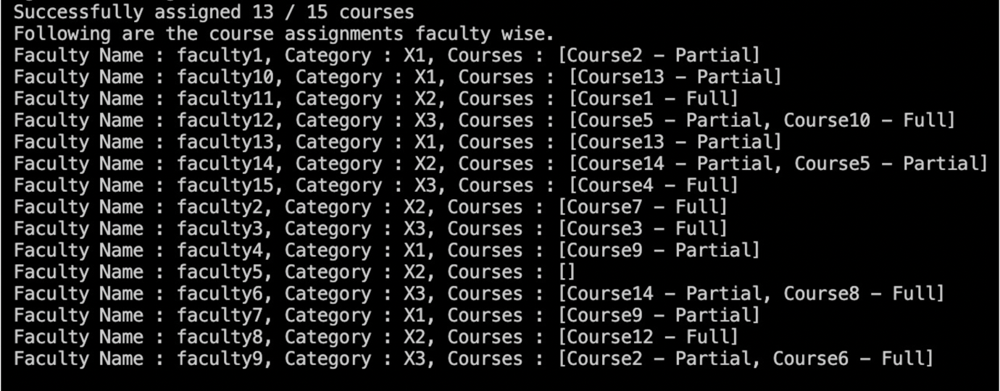 Successfully assigned 13 / 15 courses
Following are the course assignments faculty wise.
Faculty Name : faculty1, Category : X1, Courses : [Course2 – Partial]
Faculty Name : faculty10, Category : X1, Courses : [Course13 – Partial]
Faculty Name : faculty11, Category : X2, Courses : [Course1 – Full]
Faculty Name : faculty12, Category : X3, Courses : [Course5 – Partial, Course10 – Full]
Faculty Name : faculty13, Category : X1, Courses : [Course13 – Partial]
Faculty Name : faculty14, Category : X2, Courses : [Course14 – Partial, Course5 – Partial]
Faculty Name : faculty15, Category : X3, Courses : [Course4 – Full]
Faculty Name : faculty2, Category : X2, Courses : [Course7 – Full]
Faculty Name : faculty3, Category : X3, Courses : [Course3 – Full]
Faculty Name : faculty4, Category : X1, Courses : [Course9 – Partial]
Faculty Name : faculty5, Category : X2, Courses : []
Faculty Name : faculty6, Category : X3, Courses : [Course14 – Partial, Course8 – Full]
Faculty Name : faculty7, Category : X1, Courses : [Course9 – Partial]
Faculty Name : faculty8, Category : X2, Courses : [Course12 – Full]
Faculty Name : faculty9, Category : X3, Courses : [Course2 – Partial, Course6 – Full]